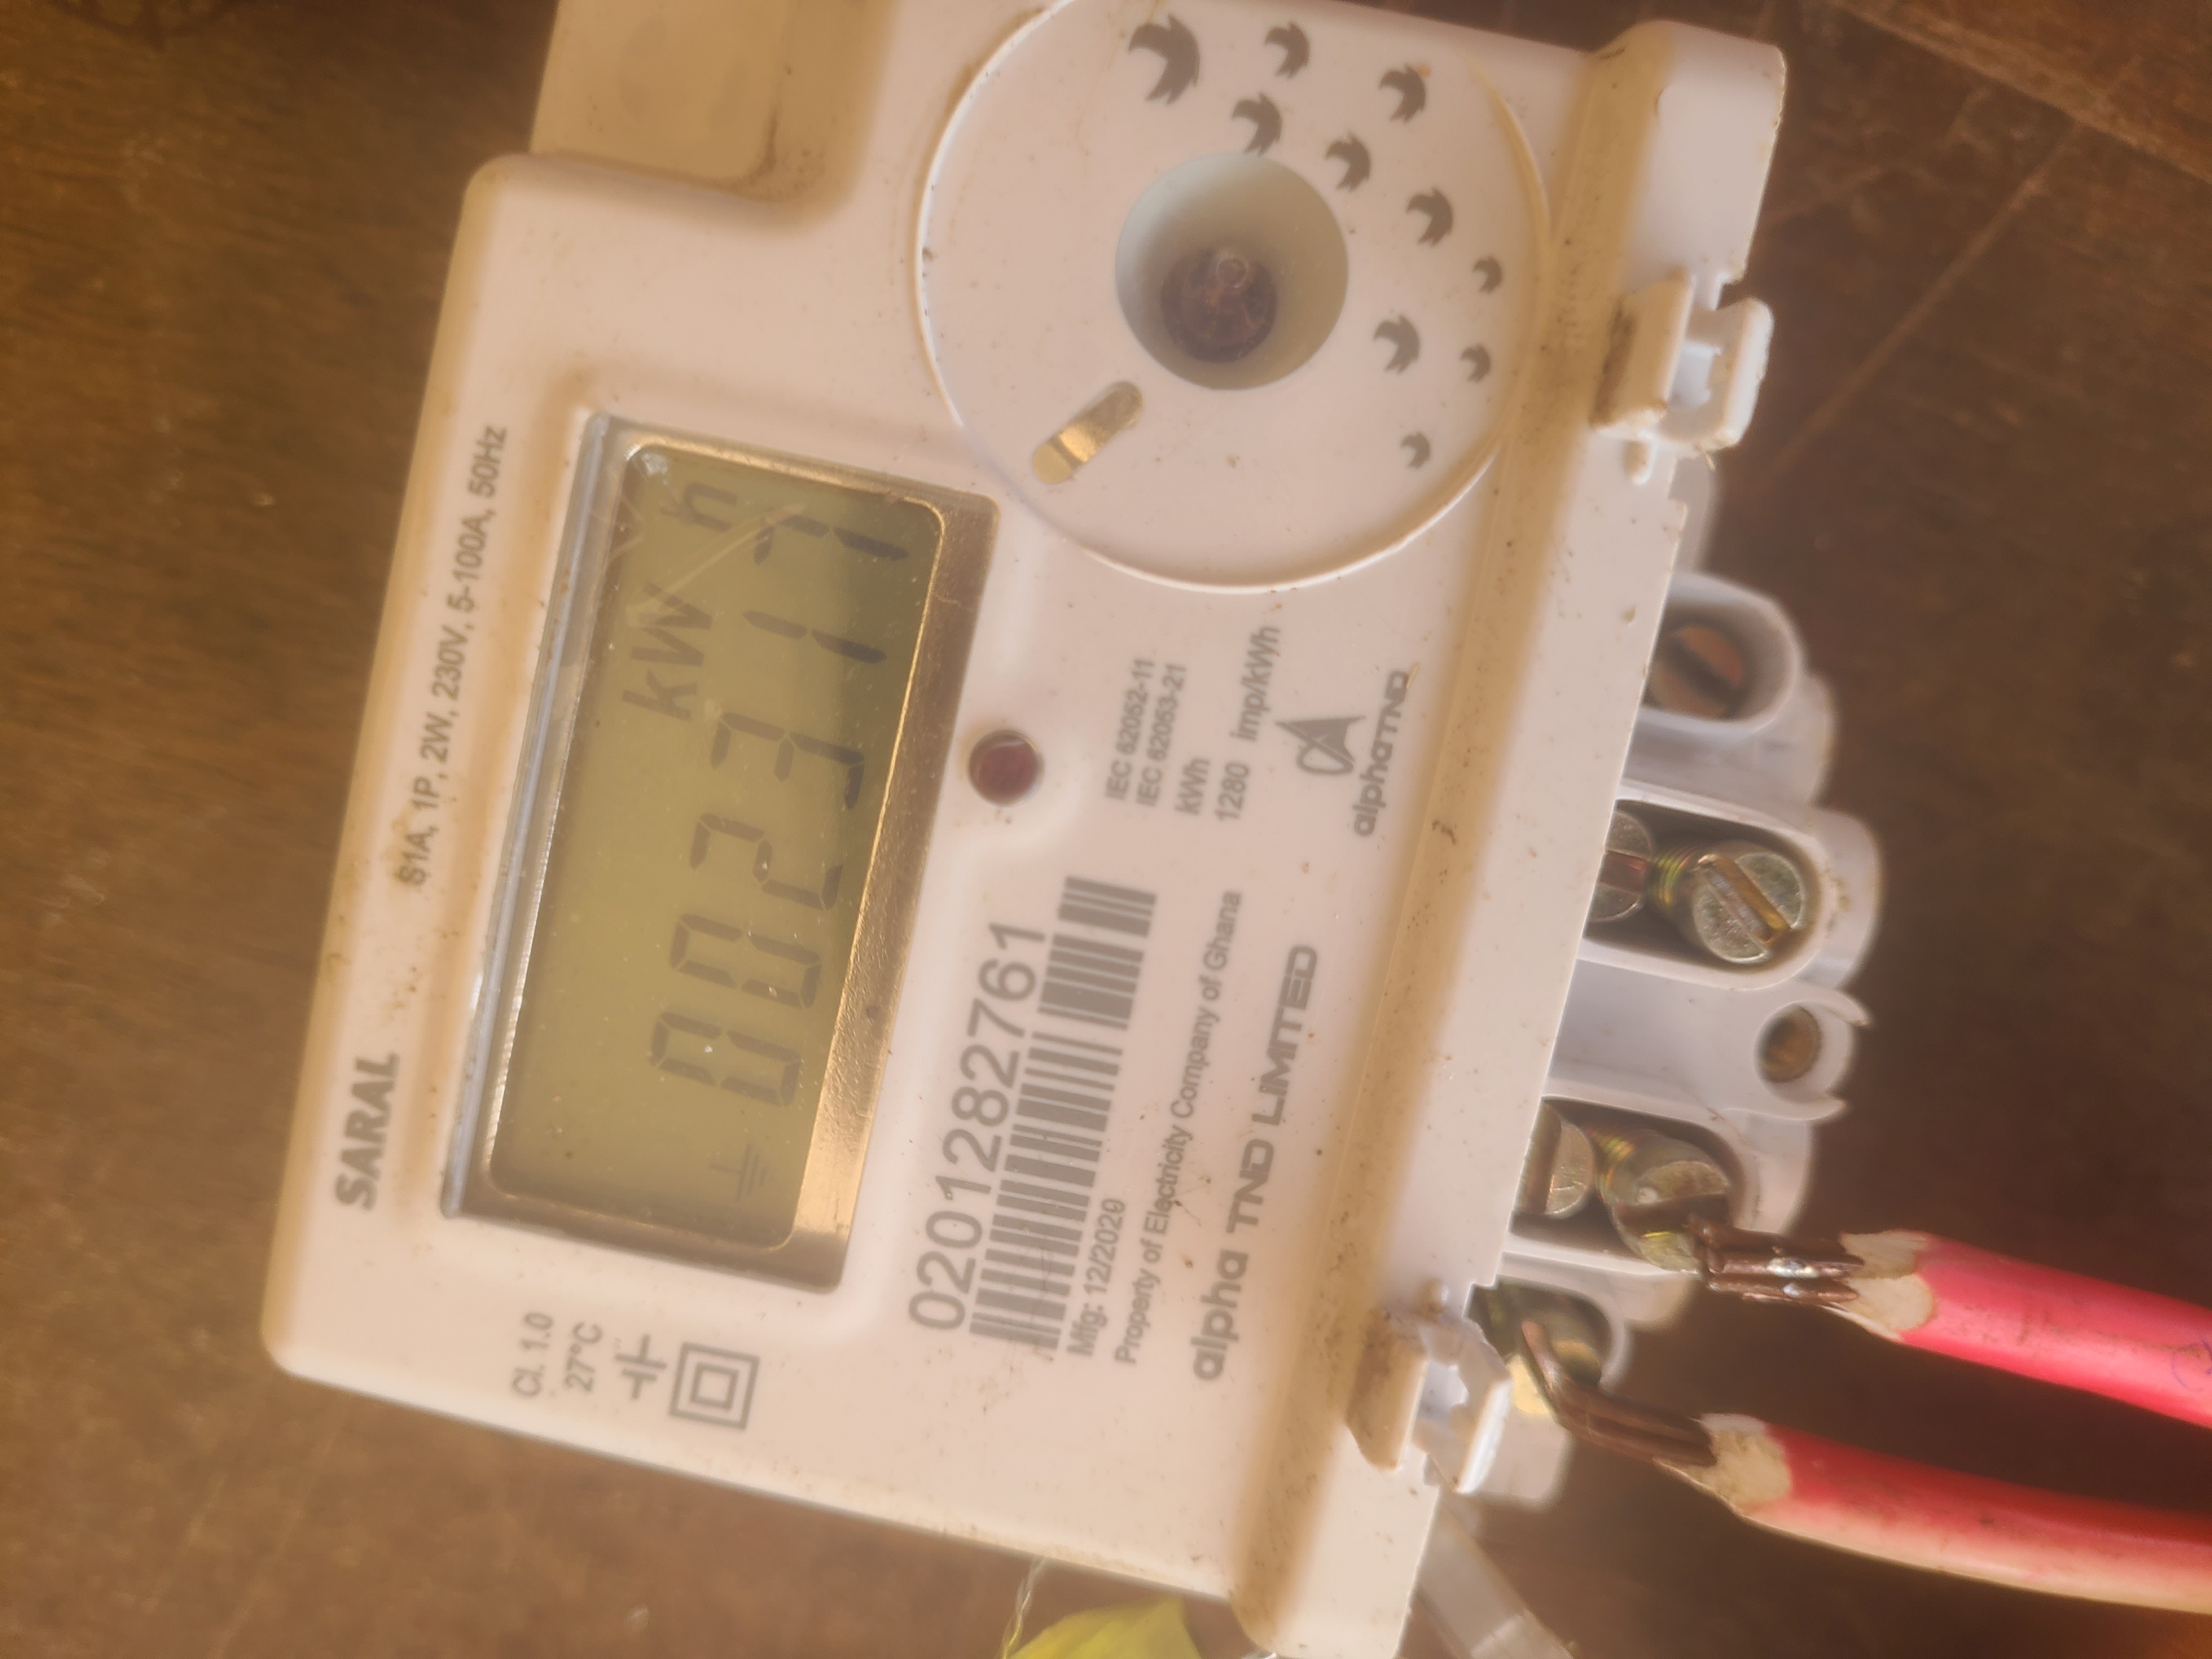 SARAL
S1A, 1P, 2W, 230V, 5-100A, 50Hz
Cl. 1.0
27°C
kW h
002317
0201282761
Mfg: 12/2020
Property of Electricity Company of Ghana
alpha TND LIMITED
IEC 62052-11
IEC 62053-21
kWh
1280 imp/kWh
alphaTND